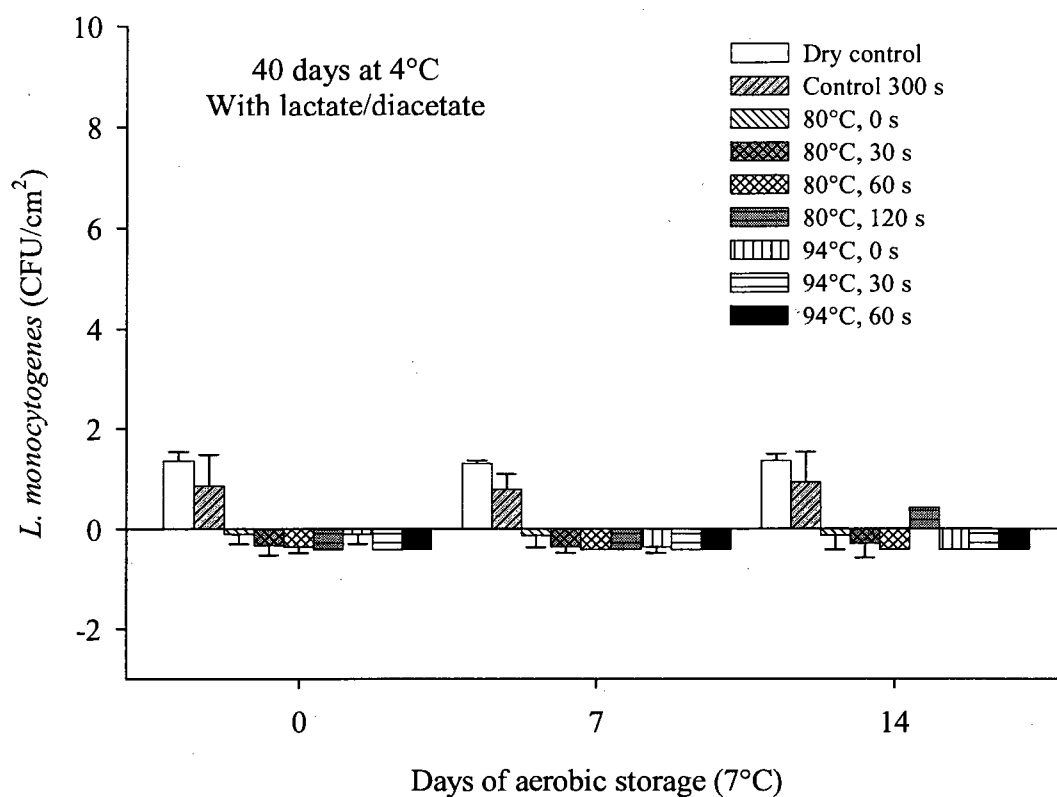 10
8
6
4
2
0
-2
L. monocytogenes (CFU/cm²)
40 days at 4°C
With lactate/diacetate
Dry control
Control 300 s
80°C, 0 s
80°C, 30 s
80°C, 60 s
80°C, 120 s
94°C, 0 s
94°C, 30 s
94°C, 60 s
0
7
14
Days of aerobic storage (7°C)